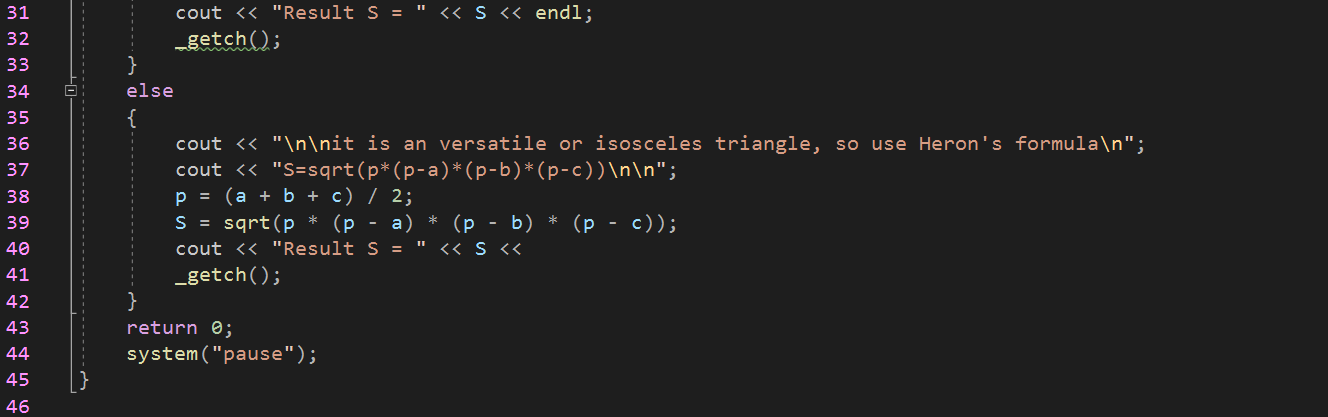 31 cout << "Result S = " << S << endl;
32 _getch();
33 }
34 else
35 {
36 cout << "\n\nit is an versatile or isosceles triangle, so use Heron's formula\n";
37 cout << "S=sqrt(p*(p-a)*(p-b)*(p-c))\n\n";
38 p = (a + b + c) / 2;
39 S = sqrt(p * (p - a) * (p - b) * (p - c));
40 cout << "Result S = " << S <<
41 _getch();
42 }
43 return 0;
44 system("pause");
45 }
46